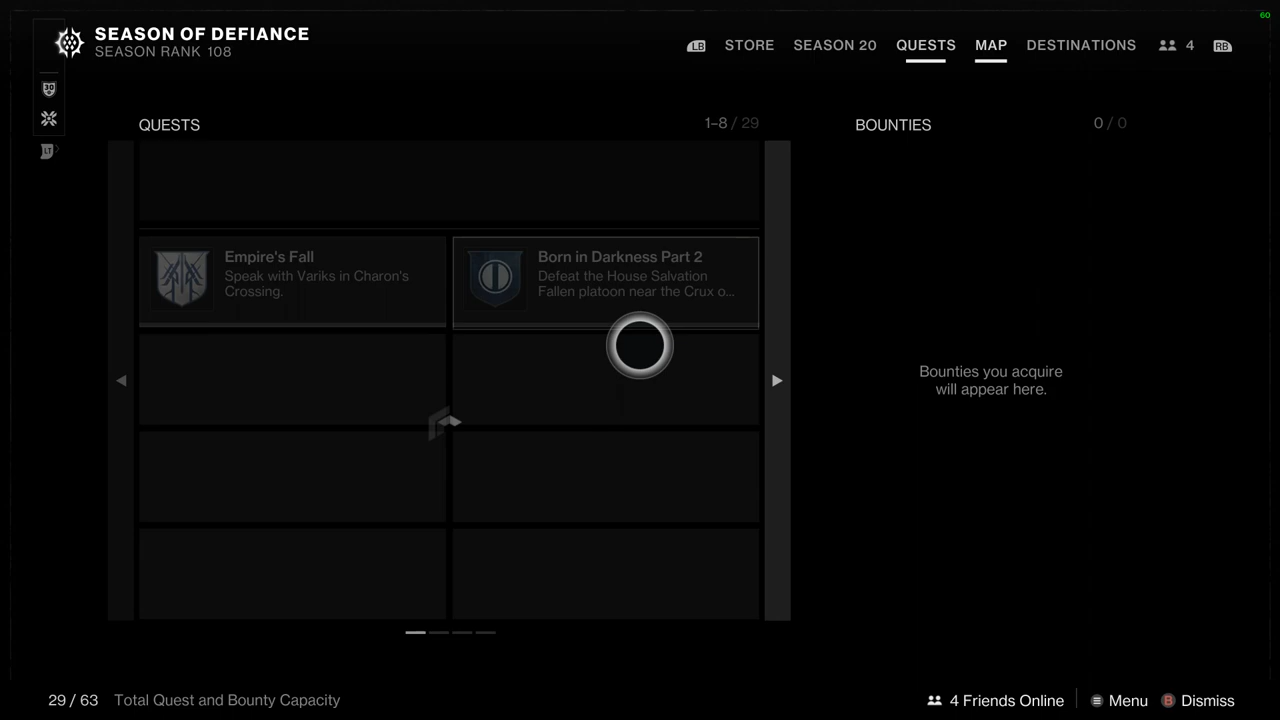 60
SEASON OF DEFIANCE
SEASON RANK 108
LB STORE SEASON 20 QUESTS MAP DESTINATIONS 4 RB
30
LT
QUESTS 1–8 / 29
BOUNTIES 0 / 0
Empire's Fall
Speak with Variks in Charon's
Crossing.
Born in Darkness Part 2
Defeat the House Salvation
Fallen platoon near the Crux o...
Bounties you acquire
will appear here.
29 / 63 Total Quest and Bounty Capacity
4 Friends Online Menu B Dismiss